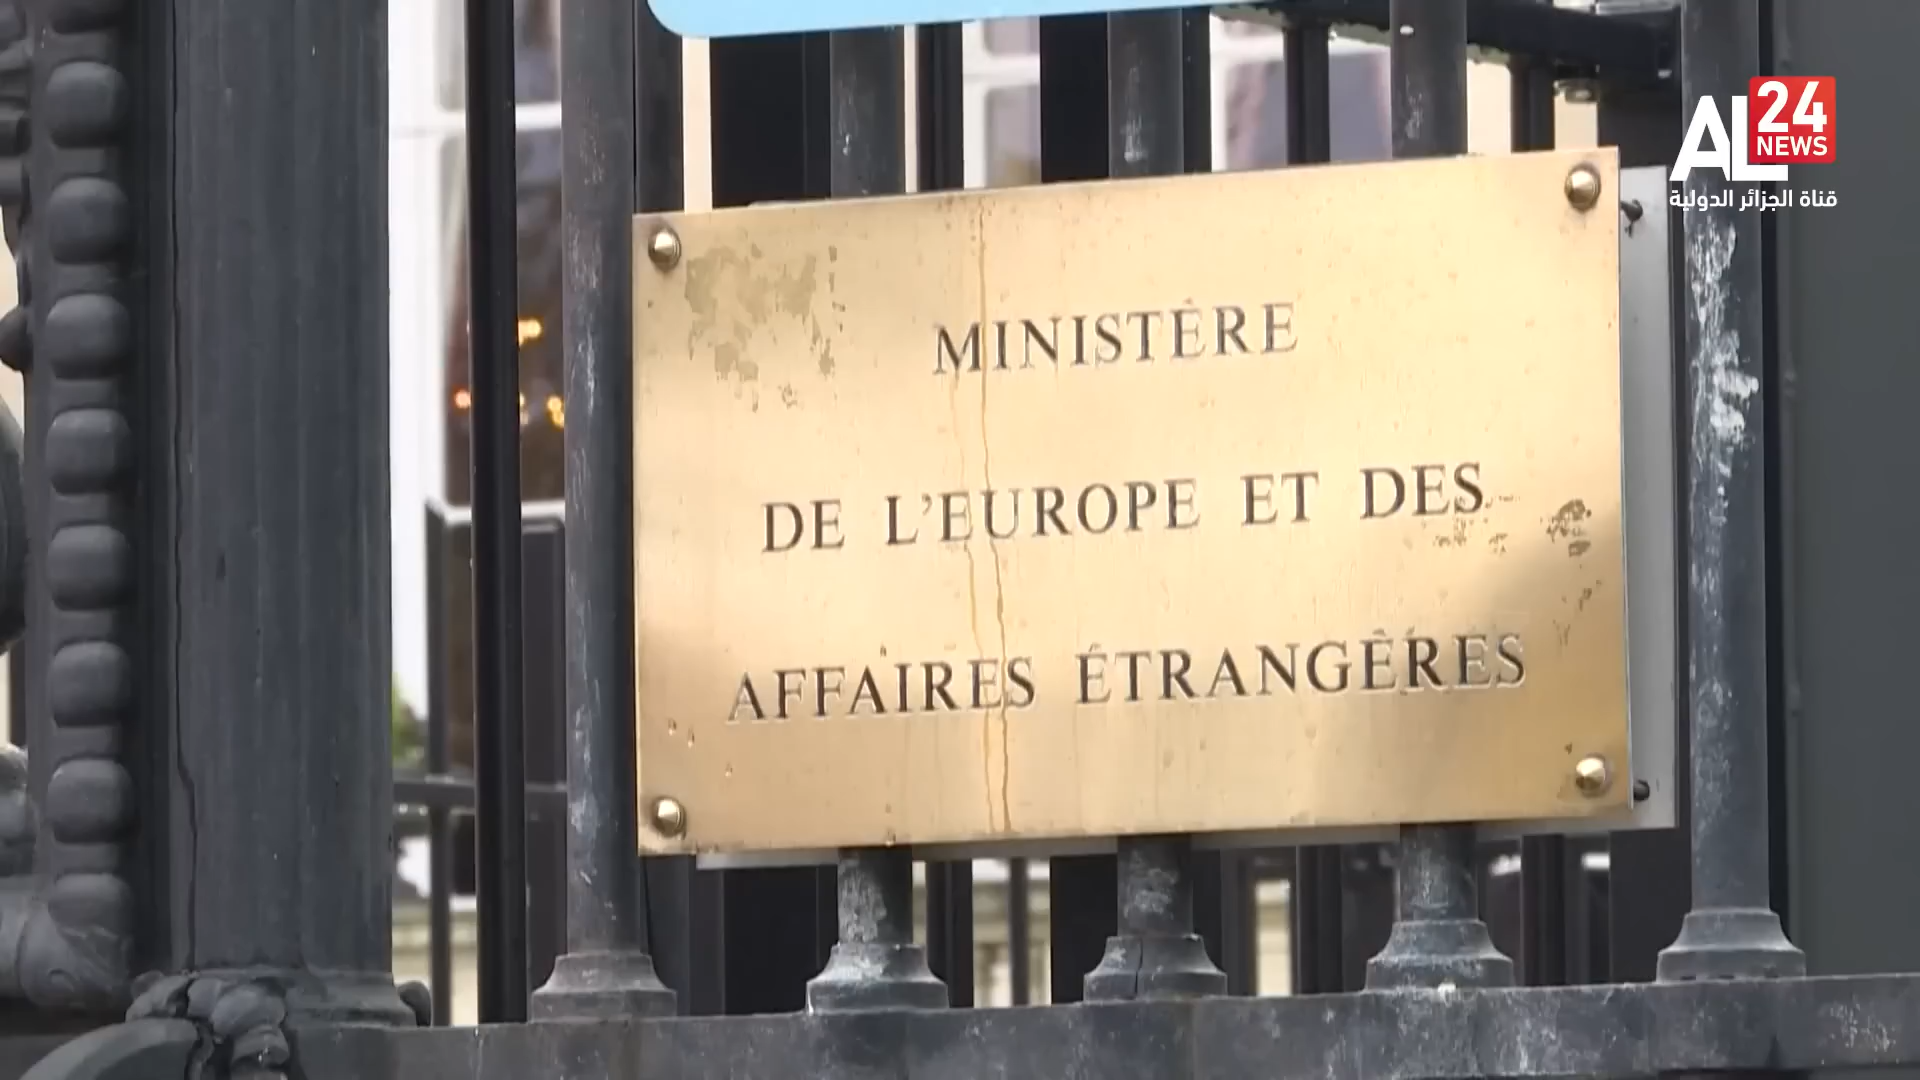 AL
24
NEWS
قناة الجزائر الدولية
MINISTÈRE
DE L'EUROPE ET DES
AFFAIRES ÉTRANGÈRES